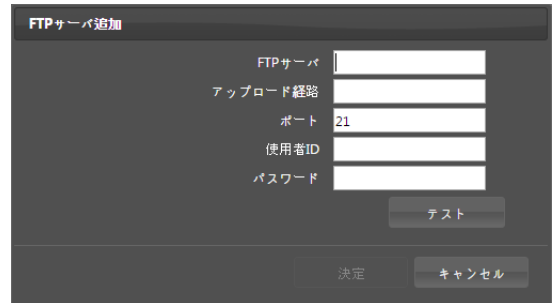 FTPサーバ追加
FTPサーバ
アップロード経路
ポート 21
使用者ID
パスワード
テスト
決定 キャンセル